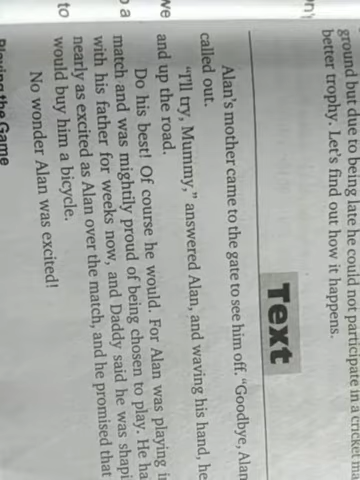 ground but due to being late he could not participate in a cricket
better trophy. Let's find out how it happens.
Text
Alan's mother came to the gate to see him off. "Goodbye, Alan
called out.
"I'll try, Mummy," answered Alan, and waving his hand, he
and up the road.
Do his best! Of course he would. For Alan was playing
match and was mightily proud of being chosen to play. He
with his father for weeks now, and Daddy said he was
nearly as excited as Alan over the match, and he promised that
would buy him a bicycle.
No wonder Alan was excited!
we
a
to
Playing the Game